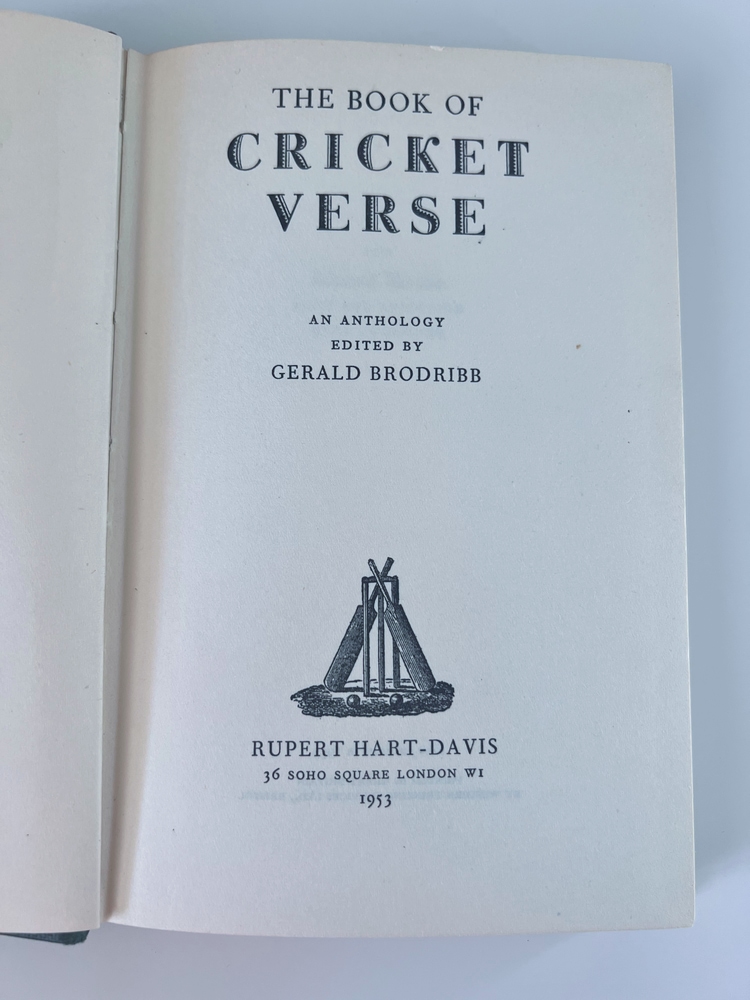 THE BOOK OF
CRICKET
VERSE
AN ANTHOLOGY
EDITED BY
GERALD BRODRIBB
RUPERT HART-DAVIS
36 SOHO SQUARE LONDON W1
1953